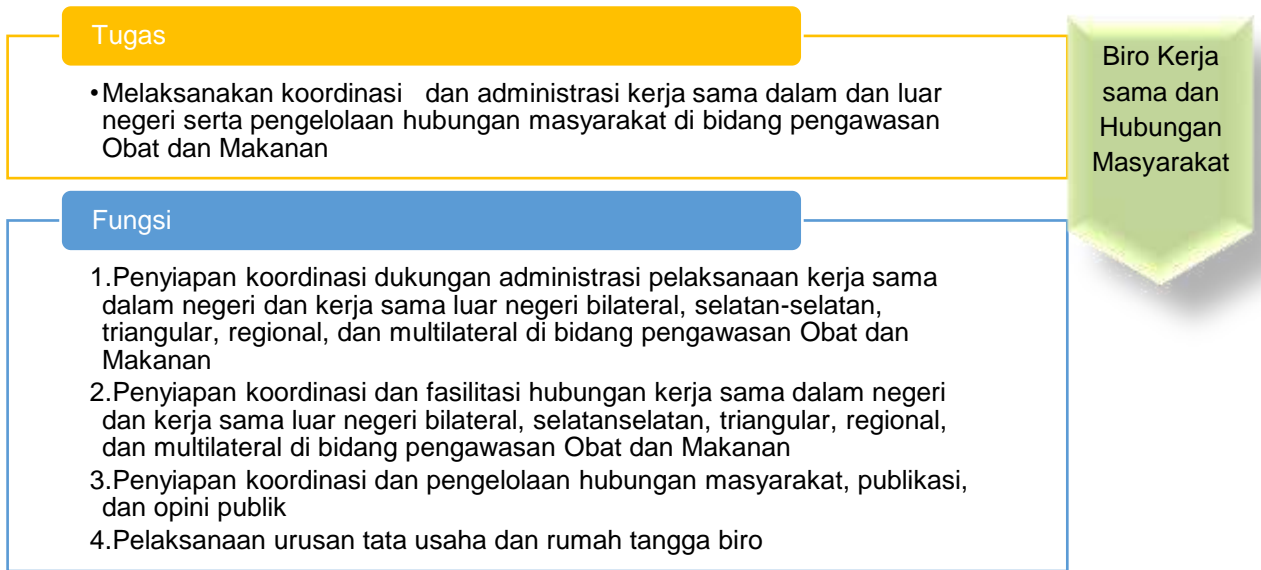 Tugas
•Melaksanakan koordinasi dan administrasi kerja sama dalam dan luar
negeri serta pengelolaan hubungan masyarakat di bidang pengawasan
Obat dan Makanan
Biro Kerja
sama dan
Hubungan
Masyarakat
Fungsi
1.Penyiapan koordinasi dukungan administrasi pelaksanaan kerja sama
dalam negeri dan kerja sama luar negeri bilateral, selatan-selatan,
triangular, regional, dan multilateral di bidang pengawasan Obat dan
Makanan
2.Penyiapan koordinasi dan fasilitasi hubungan kerja sama dalam negeri
dan kerja sama luar negeri bilateral, selatanselatan, triangular, regional,
dan multilateral di bidang pengawasan Obat dan Makanan
3.Penyiapan koordinasi dan pengelolaan hubungan masyarakat, publikasi,
dan opini publik
4.Pelaksanaan urusan tata usaha dan rumah tangga biro